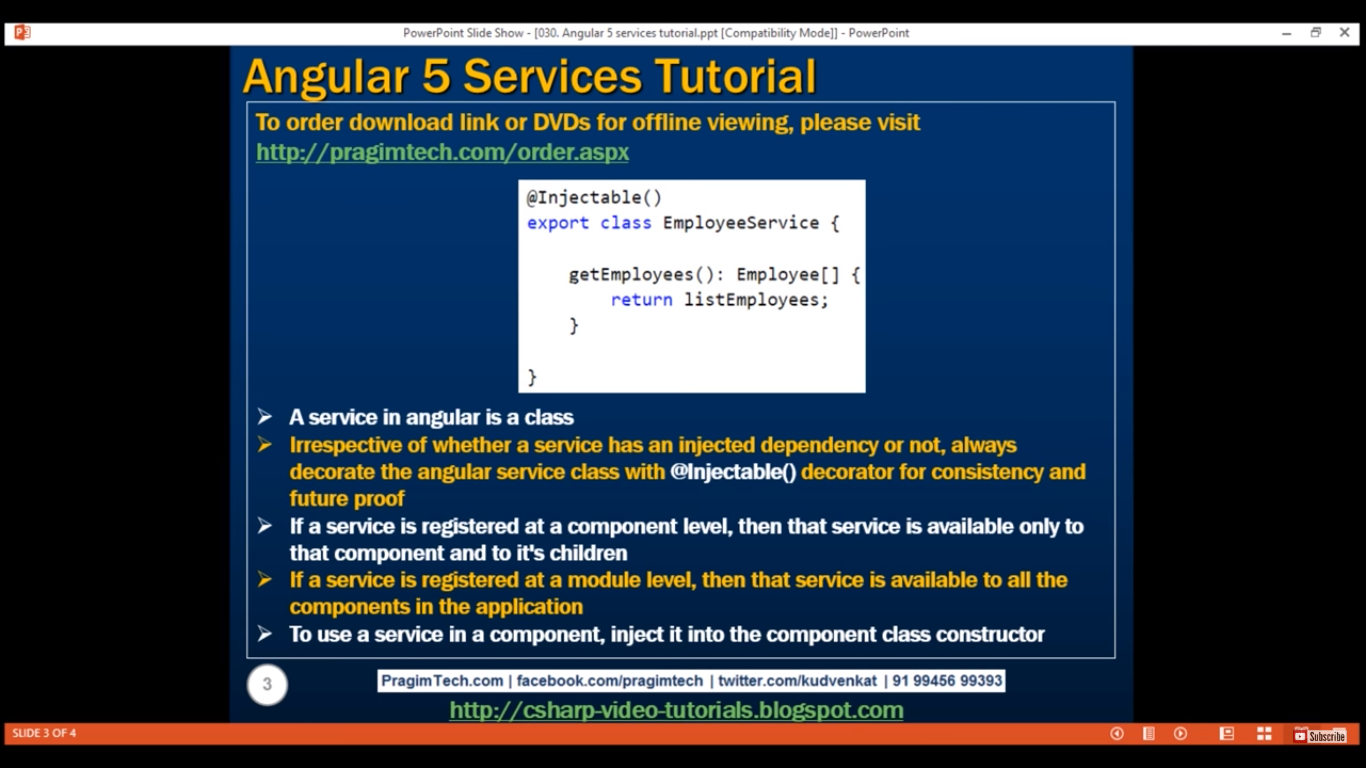 PowerPoint Slide Show - [030. Angular 5 services tutorial.ppt [Compatibility Mode]] - PowerPoint
Angular 5 Services Tutorial
To order download link or DVDs for offline viewing, please visit
http://pragimtech.com/order.aspx
@Injectable()
export class EmployeeService {
getEmployees(): Employee[] {
return listEmployees;
}
}
A service in angular is a class
Irrespective of whether a service has an injected dependency or not, always
decorate the angular service class with @Injectable() decorator for consistency and
future proof
If a service is registered at a component level, then that service is available only to
that component and to it's children
If a service is registered at a module level, then that service is available to all the
components in the application
To use a service in a component, inject it into the component class constructor
3
PragimTech.com | facebook.com/pragimtech | twitter.com/kudvenkat | 91 99456 99393
http://csharp-video-tutorials.blogspot.com
SLIDE 3 OF 4
Subscribe